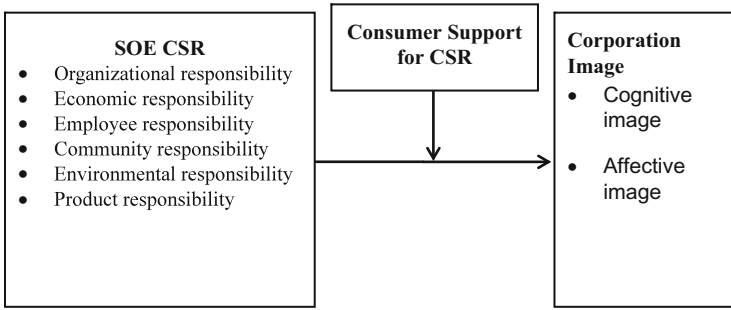 SOE CSR
• Organizational responsibility
• Economic responsibility
• Employee responsibility
• Community responsibility
• Environmental responsibility
• Product responsibility
Consumer Support
for CSR
Corporation
Image
• Cognitive
image
• Affective
image